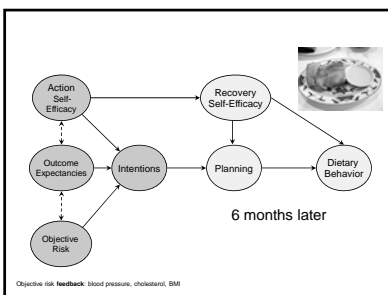 Action
Self-
Efficacy
Recovery
Self-Efficacy
Outcome
Expectancies
Intentions
Planning
Dietary
Behavior
6 months later
Objective
Risk
Objective risk feedback: blood pressure, cholesterol, BMI